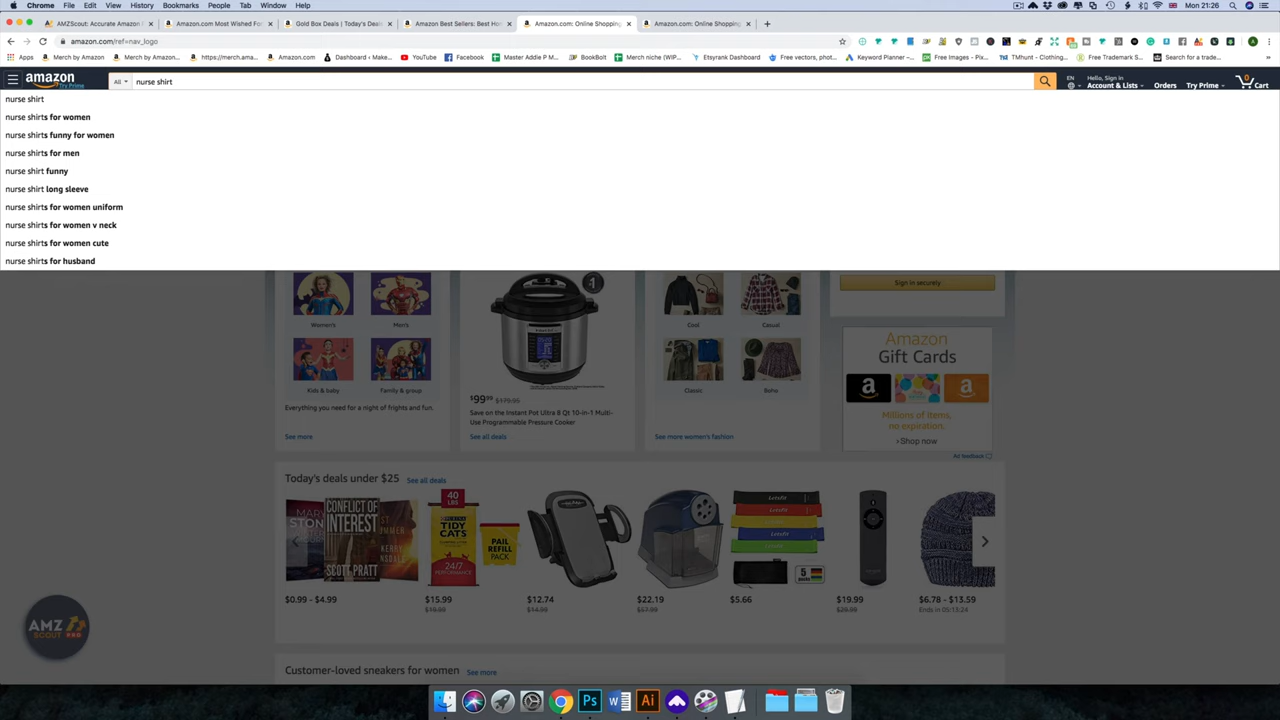 Chrome File Edit View History Bookmarks People Tab Window Help Mon 21:26
AMZScout: Accurate Amazon
Amazon.com Most Wished For
Gold Box Deals | Today's Deals
Amazon Best Sellers: Best
Amazon.com: Online Shopping
Amazon.com: Online Shopping
amazon.com/ref=nav_logo
Apps Merch by Amazon Merch by Amazon https://merch.ama... Amazon.com Dashboard ‹ Make... YouTube Facebook Master Addie P M... BookBolt Merch niche (WIP... Etsyrank Dashboard Free vectors, phot... Keyword Planner –... Free Images - Pix... TMhunt - Clothing... Free Trademark S... Search for a trade...
amazon
Try Prime
All
nurse shirt
EN
Hello, Sign in
Account & Lists
Orders
Try Prime
0
Cart
nurse shirt
nurse shirts for women
nurse shirts funny for women
nurse shirts for men
nurse shirt funny
nurse shirt long sleeve
nurse shirts for women uniform
nurse shirts for women v neck
nurse shirts for women cute
nurse shirts for husband
Sign in securely
#1
Women's Men's
Cool Casual
Kids & baby Family & group
Classic Boho
Everything you need for a night of frights and fun.
See more
$99.99 $179.95
Save on the Instant Pot Ultra 8 Qt 10-in-1 Multi-
Use Programmable Pressure Cooker
See all deals
See more women's fashion
Amazon
Gift Cards
Millions of items,
no expiration.
› Shop now
Ad feedback
Today's deals under $25 See all deals
CONFLICT OF
INTEREST
SCOTT PRATT
40
LBS
TIDY
CATS
24/7
PERFORMANCE
PAIL
REFILL
PACK
$0.99 - $4.99
$15.99
$12.74
$22.19
$5.66
$19.99
$6.78 - $13.59
Ends in 05:13:24
AMZ
SCOUT
PRO
Customer-loved sneakers for women See more
Ps
W
Ai